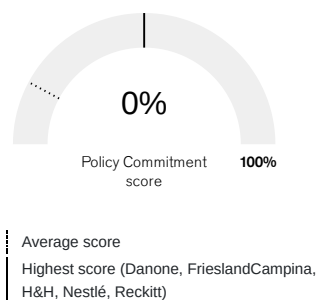 0%
Policy Commitment
score
100%
Average score
Highest score (Danone, FrieslandCampina,
H&H, Nestlé, Reckitt)